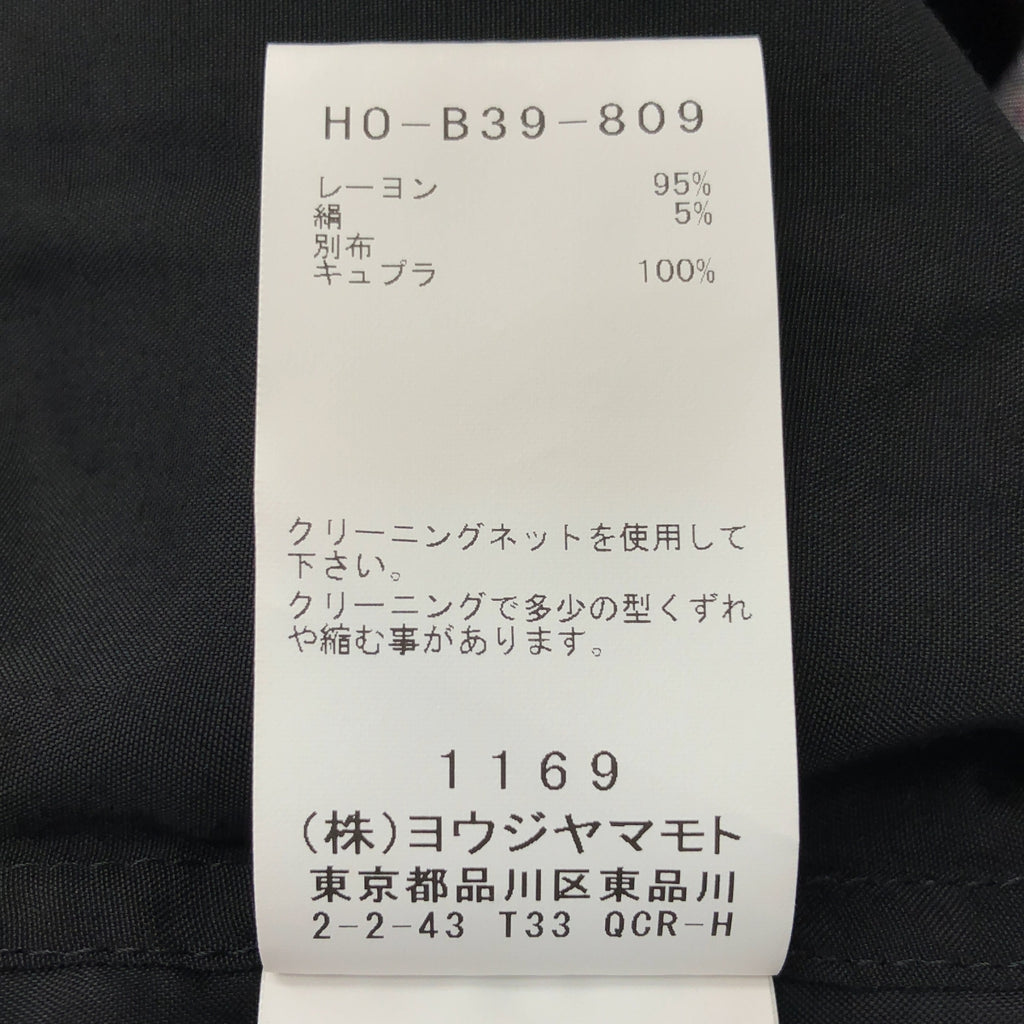 HO-B39-809
レーヨン 95%
絹 5%
別布
キュプラ 100%
クリーニングネットを使用して
下さい。
クリーニングで多少の型くずれ
や縮む事があります。
1169
(株)ヨウジヤマモト
東京都品川区東品川
2-2-43 T33 QCR-H